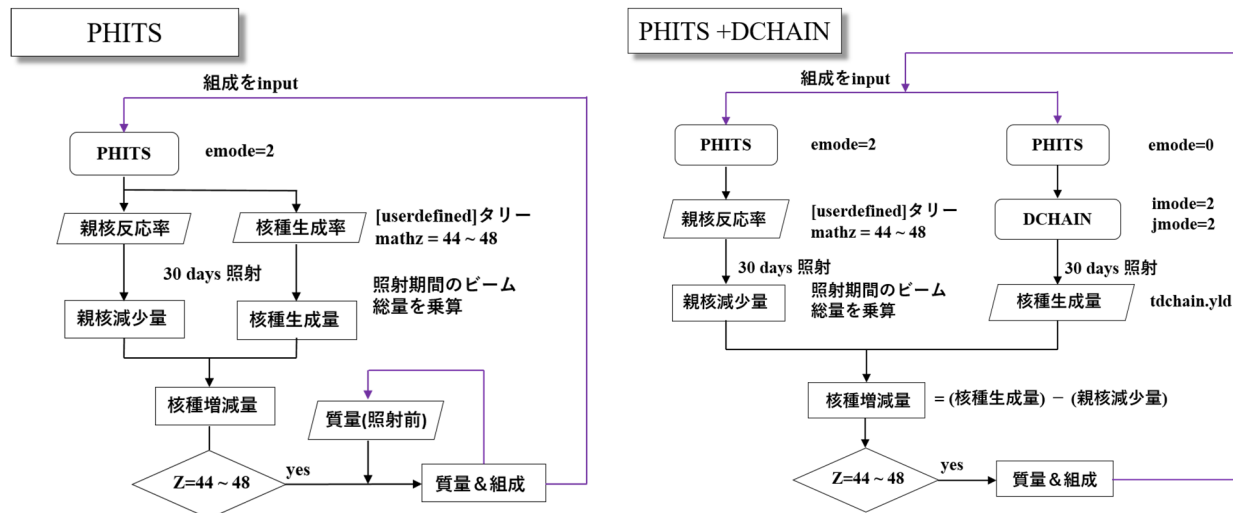 PHITS
組成をinput
PHITS
emode=2
親核反応率
核種生成率
[userdefined]タリー
mathz = 44 ~ 48
30 days 照射
照射期間のビーム
総量を乗算
親核減少量
核種生成量
核種増減量
質量(照射前)
Z=44 ~ 48
yes
質量＆組成
PHITS +DCHAIN
組成をinput
PHITS
emode=2
PHITS
emode=0
親核反応率
[userdefined]タリー
mathz = 44 ~ 48
DCHAIN
imode=2
jmode=2
30 days 照射
30 days 照射
親核減少量
照射期間のビーム
総量を乗算
核種生成量
tdchain.yld
核種増減量
= (核種生成量) － (親核減少量)
Z=44 ~ 48
yes
質量＆組成